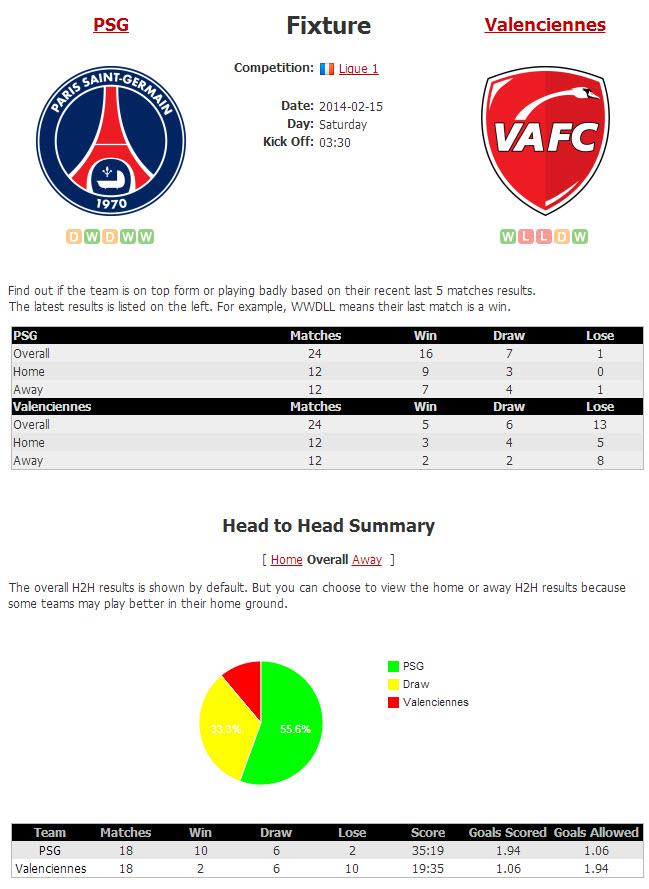 PSG
Fixture
Valenciennes
Competition: Ligue 1
PARIS SAINT-GERMAIN
1970
Date: 2014-02-15
Day: Saturday
Kick Off: 03:30
VAFC
D W D W W
W L L D W
Find out if the team is on top form or playing badly based on their recent last 5 matches results.
The latest results is listed on the left. For example, WWDLL means their last match is a win.
PSG Matches Win Draw Lose
Overall 24 16 7 1
Home 12 9 3 0
Away 12 7 4 1
Valenciennes Matches Win Draw Lose
Overall 24 5 6 13
Home 12 3 4 5
Away 12 2 2 8
Head to Head Summary
[ Home Overall Away ]
The overall H2H results is shown by default. But you can choose to view the home or away H2H results because
some teams may play better in their home ground.
PSG
Draw
Valenciennes
33.3%
55.6%
Team Matches Win Draw Lose Score Goals Scored Goals Allowed
PSG 18 10 6 2 35:19 1.94 1.06
Valenciennes 18 2 6 10 19:35 1.06 1.94